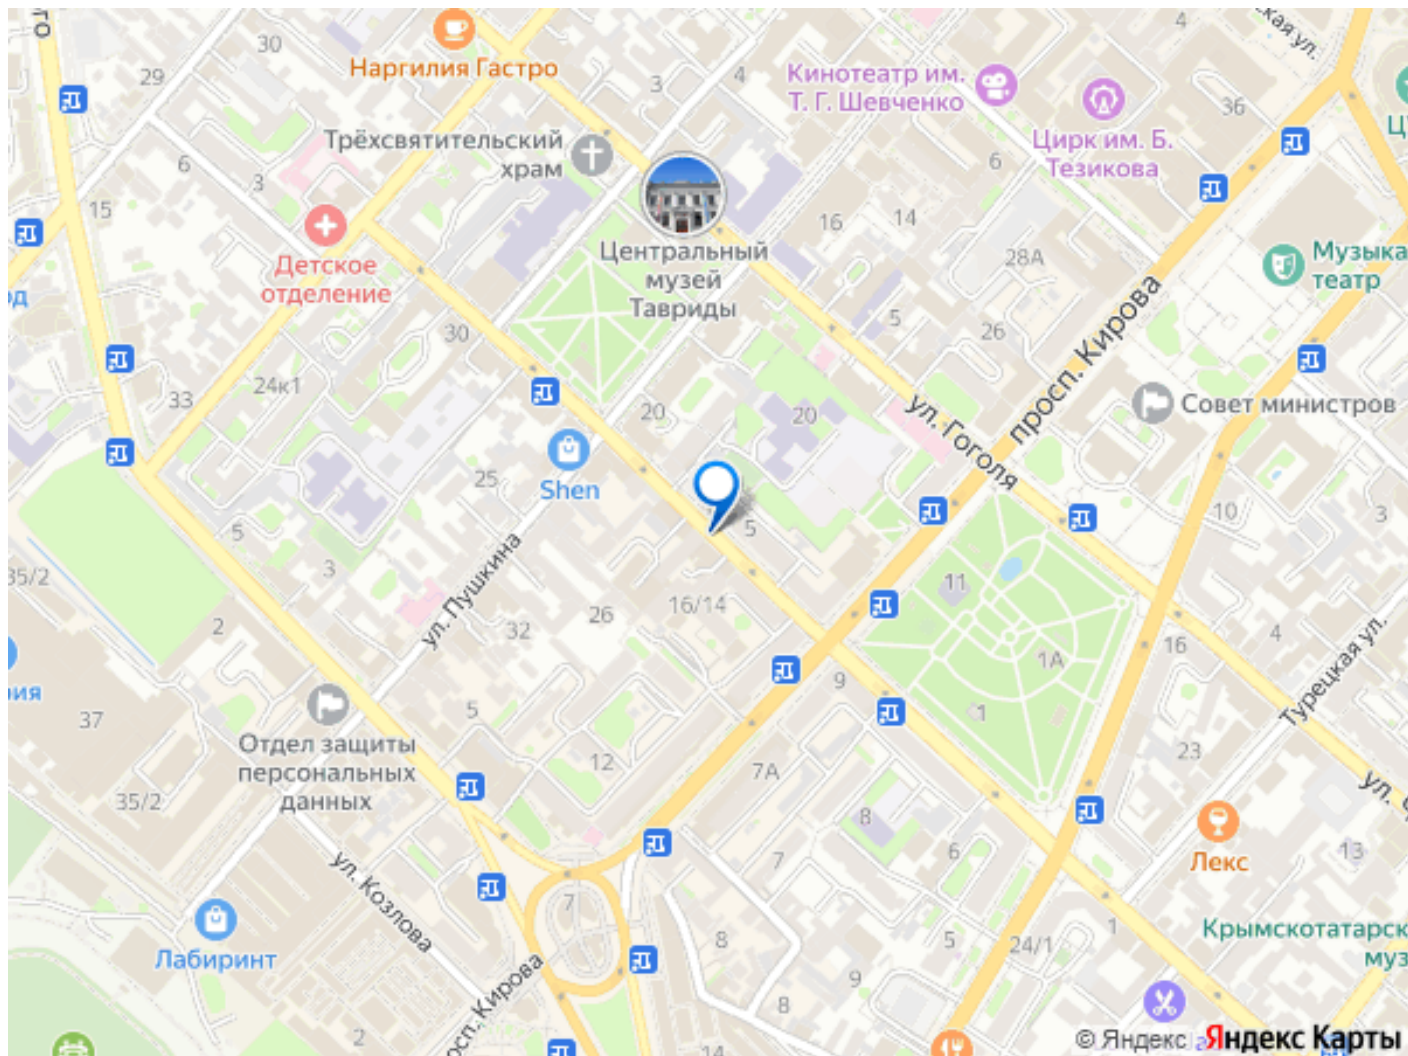 30
Наргилия Гастро
29
3
4
Кинотеатр им.
Т. Г. Шевченко
4
36
Цирк им. Б.
Тезикова
Трёхсвятительский
храм
6
3
6
15
16
14
Центральный
музей
Тавриды
28А
Музыка
театр
Детское
отделение
30
5
26
просп. Кирова
24к1
33
20
20
ул. Гоголя
Совет министров
25
Shen
5
5
10
3
35/2
3
ул. Пушкина
16/14
26
32
11
1А
16
4
Турецкая ул.
2
9
1
5
37
Отдел защиты
персональных
данных
12
7А
23
35/2
8
6
13
Лекс
ул. Козлова
7
7
1
8
5
24/1
Крымскотатарск
муз
Лабиринт
9
8
2
14
© Яндекс
Яндекс Карты